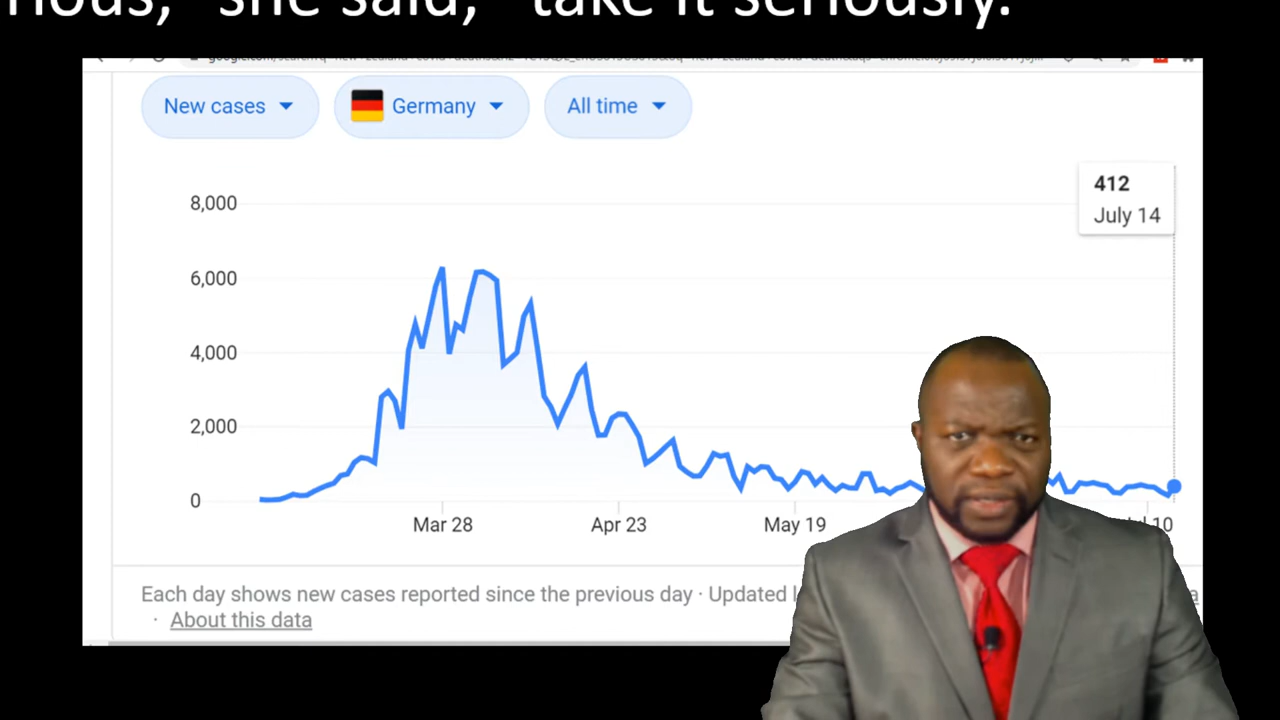 she said, "take it seriously."
New cases
Germany
All time
412
July 14
8,000
6,000
4,000
2,000
0
Mar 28
Apr 23
May 19
10
Each day shows new cases reported since the previous day · Updated
· About this data